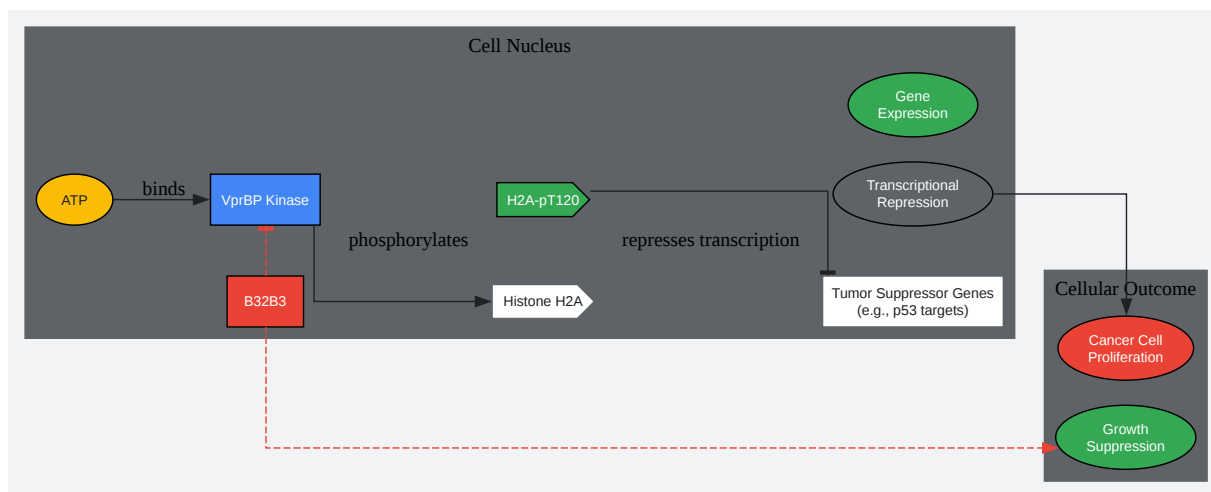 Cell Nucleus
Gene
Expression
ATP
binds
VprBP Kinase
H2A-pT120
Transcriptional
Repression
phosphorylates
represses transcription
B32B3
Histone H2A
Tumor Suppressor Genes
(e.g., p53 targets)
Cellular Outcome
Cancer Cell
Proliferation
Growth
Suppression